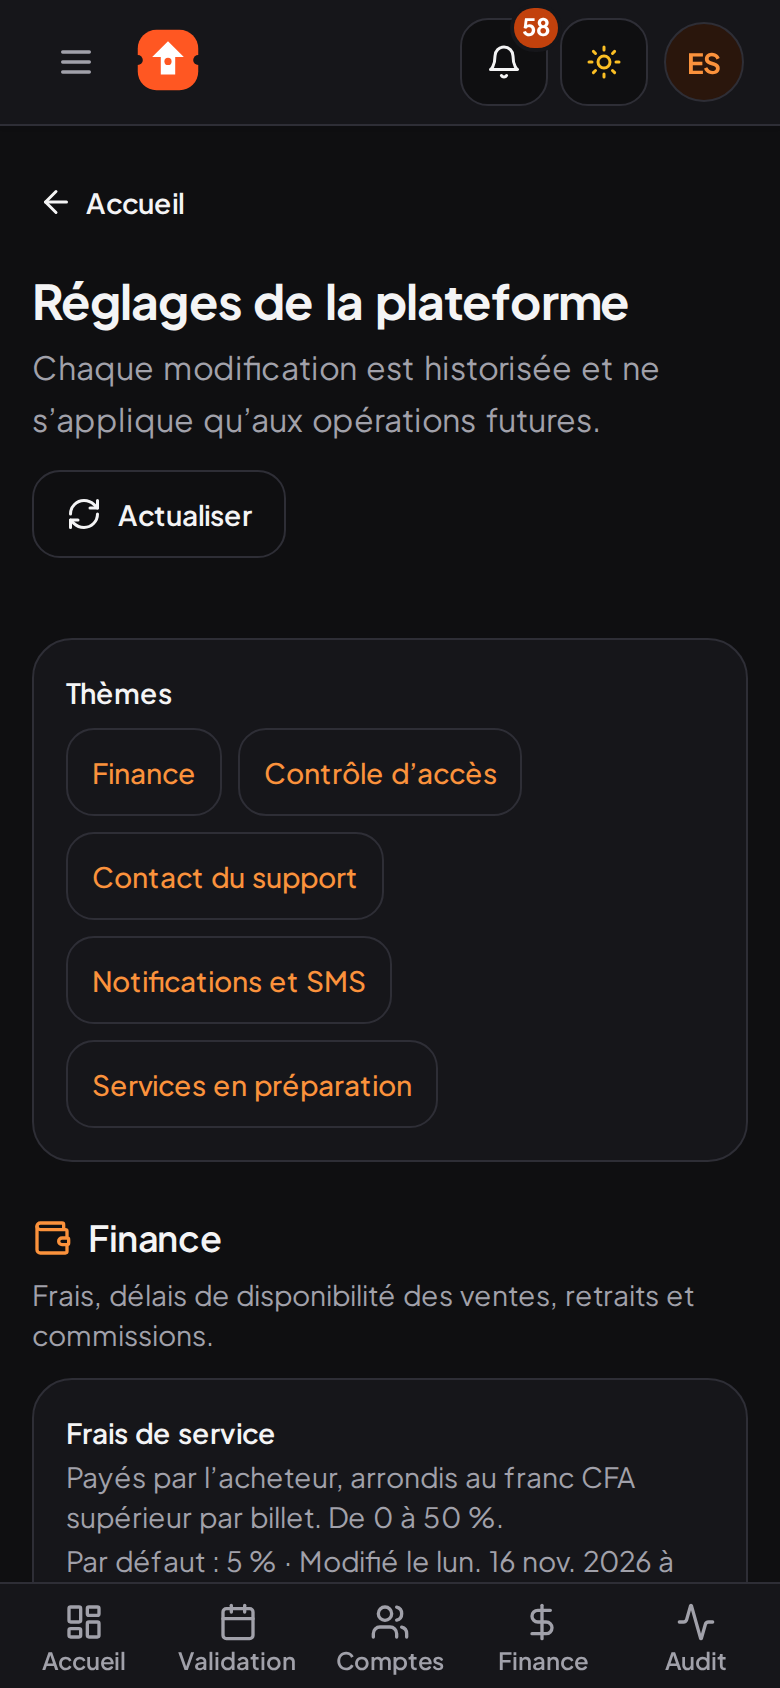 58
ES
Accueil
Réglages de la plateforme
Chaque modification est historisée et ne
s’applique qu’aux opérations futures.
Actualiser
Thèmes
Finance
Contrôle d’accès
Contact du support
Notifications et SMS
Services en préparation
Finance
Frais, délais de disponibilité des ventes, retraits et
commissions.
Frais de service
Payés par l’acheteur, arrondis au franc CFA
supérieur par billet. De 0 à 50 %.
Par défaut : 5 % · Modifié le lun. 16 nov. 2026 à
Accueil
Validation
Comptes
Finance
Audit